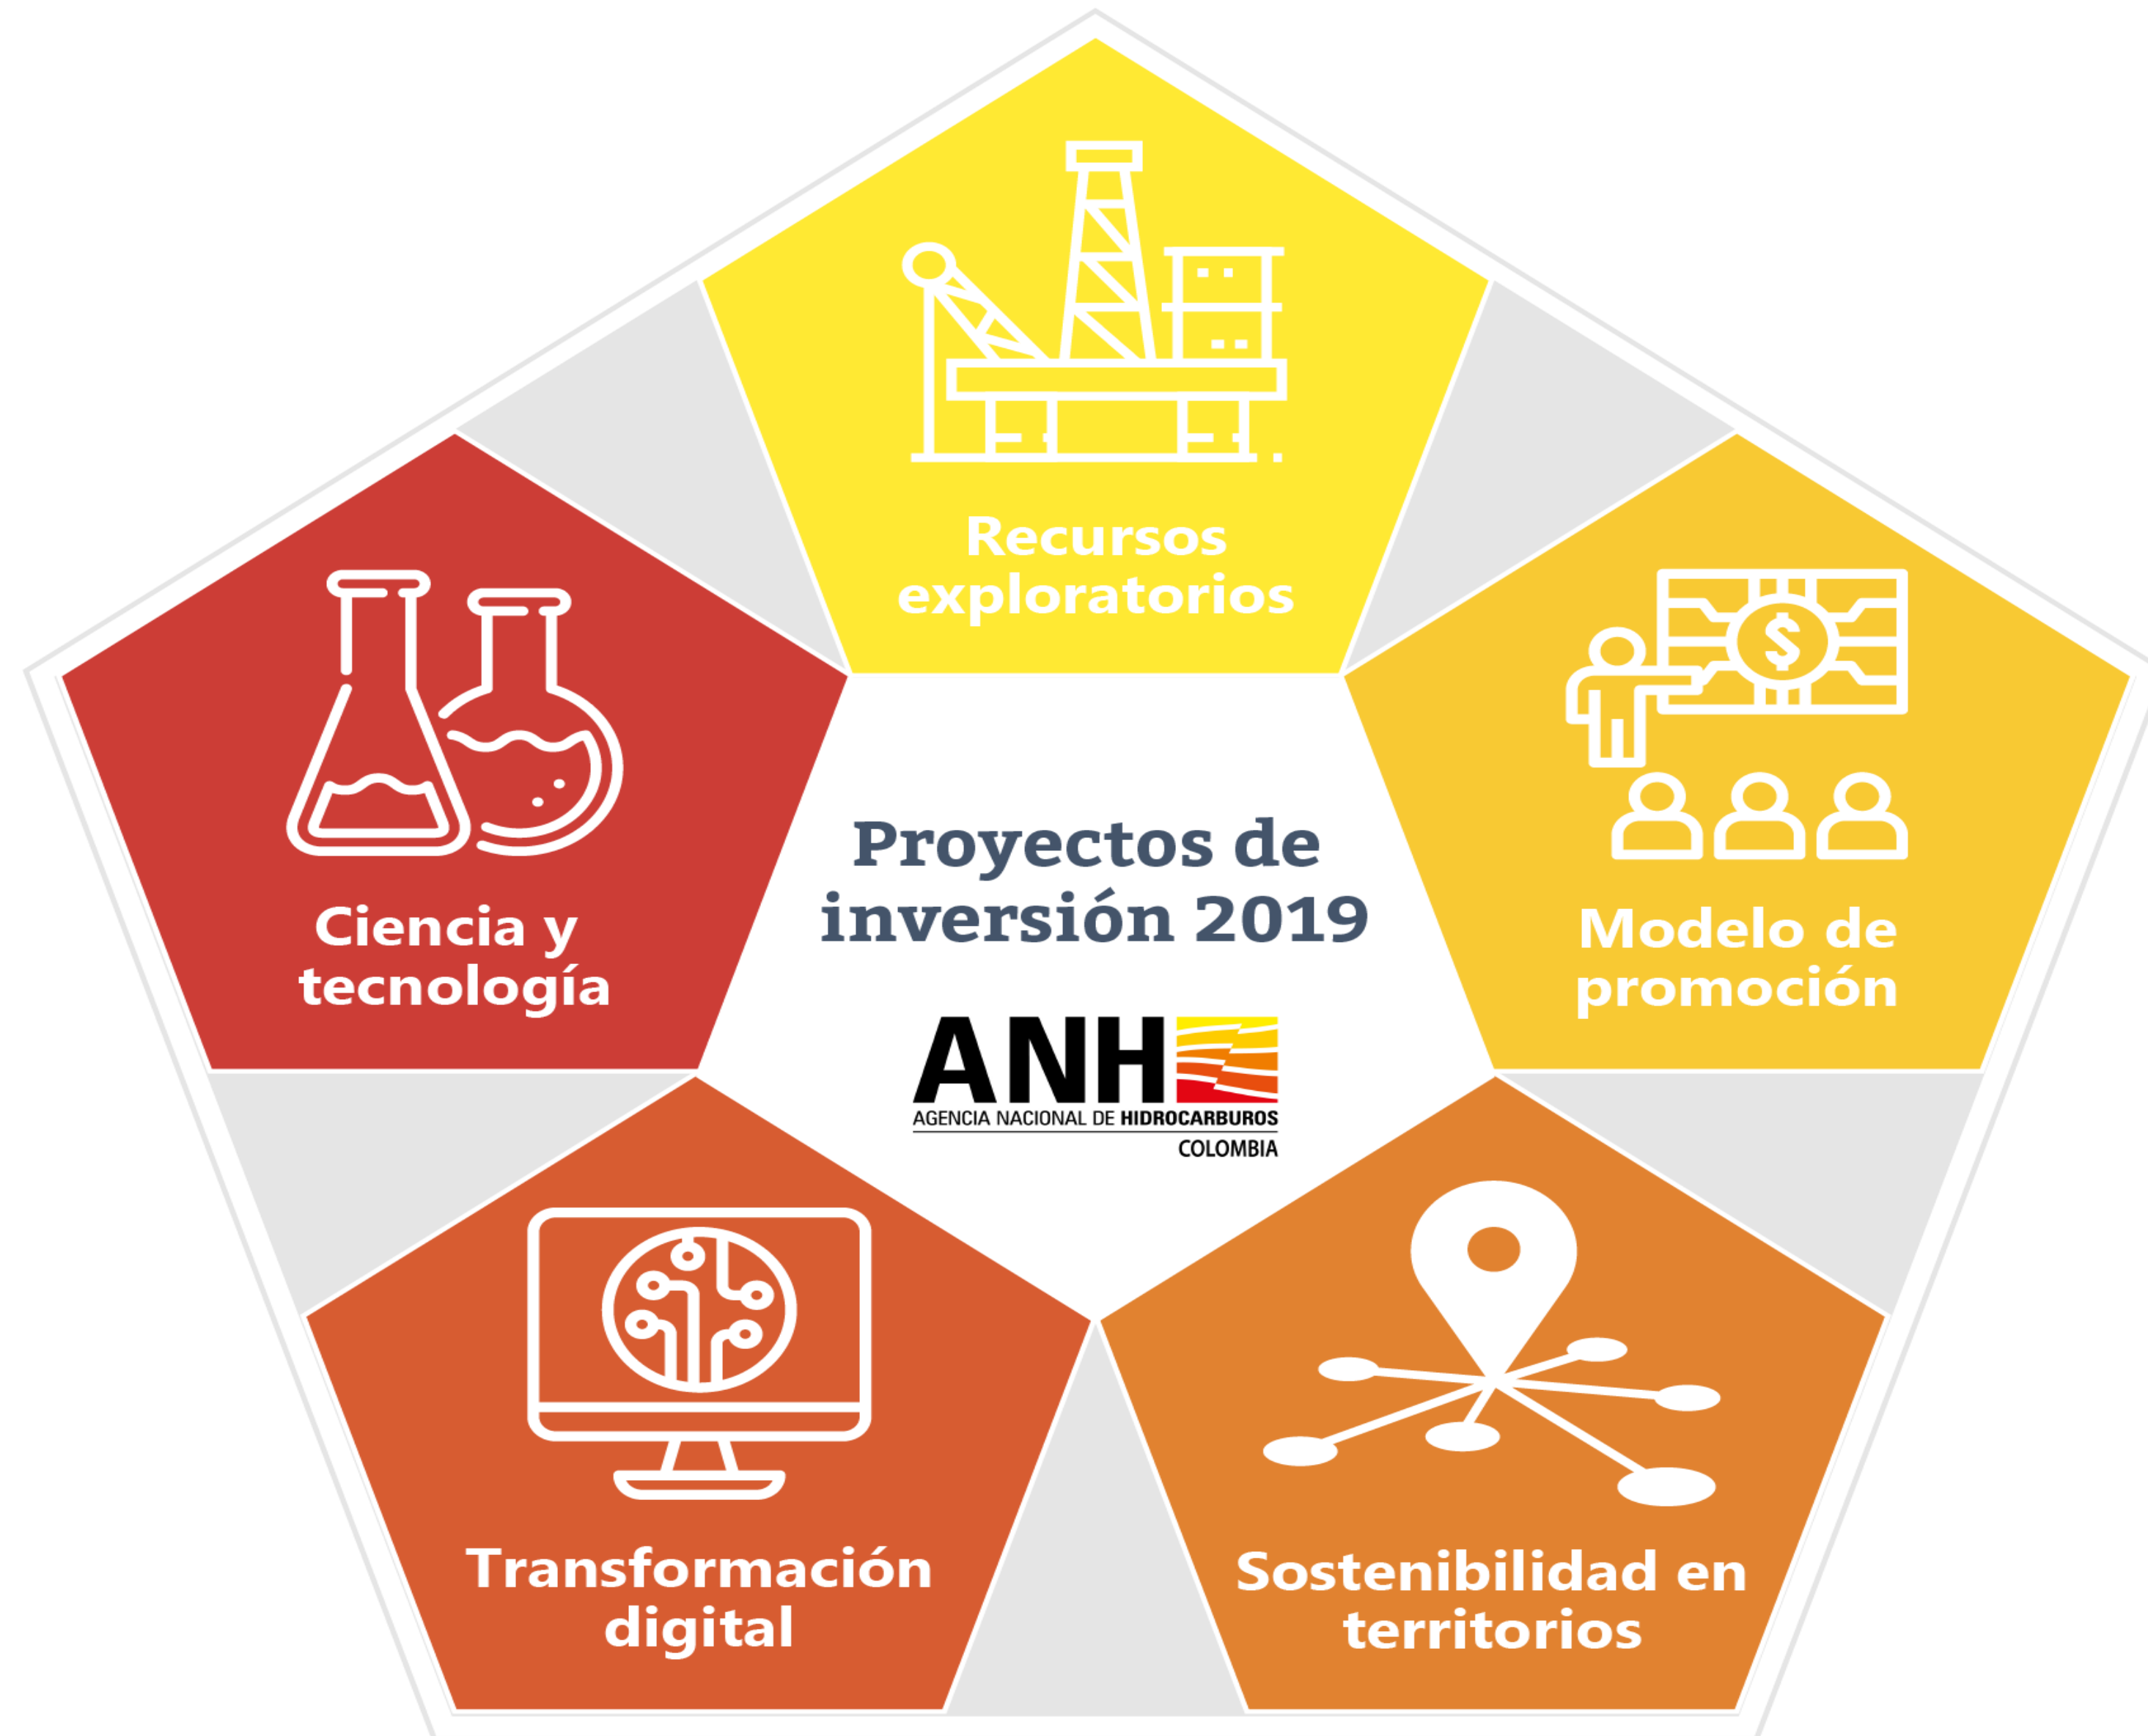 Recursos
exploratorios
Ciencia y
tecnología
Modelo de
promoción
$
Proyectos de
inversión 2019
ANH
AGENCIA NACIONAL DE HIDROCARBUROS
COLOMBIA
Transformación
digital
Sostenibilidad en
territorios